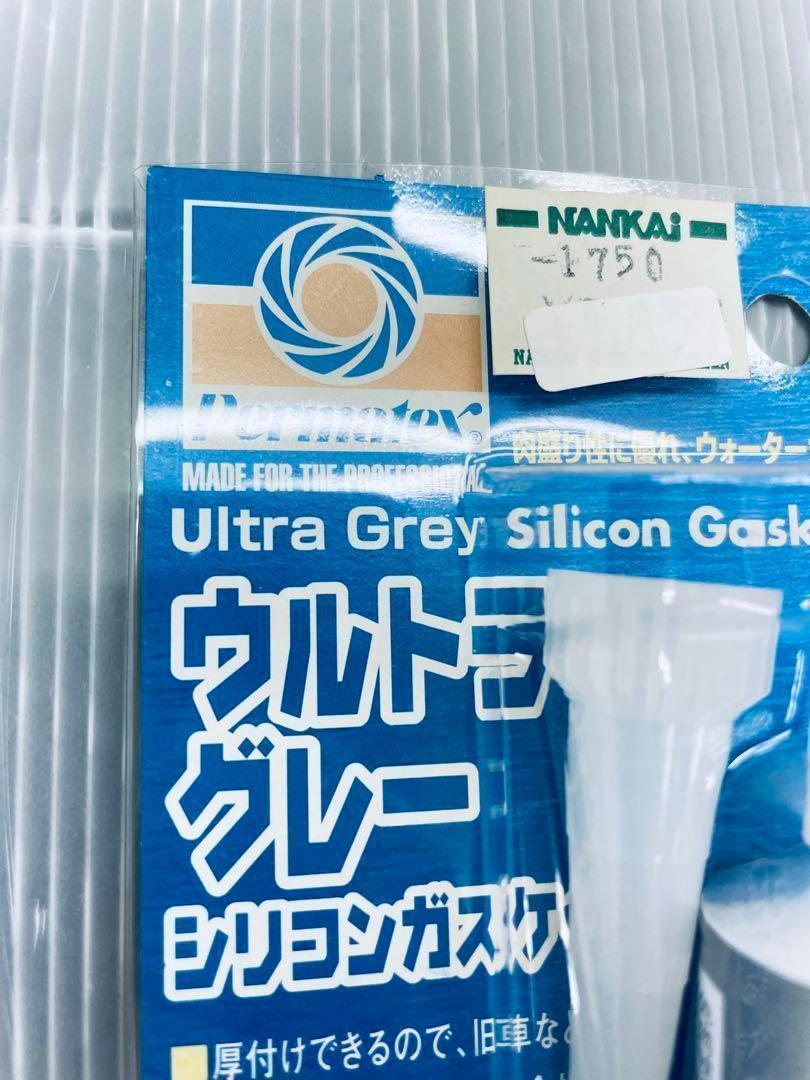 NANKAi
-1750
Permatex®
MADE FOR THE PROFESSIONAL
肉盛り性に優れ、ウォーター
Ultra Grey Silicon Gask
ウルトラ
グレー
シリコンガスケ
厚付けできるので、旧車など